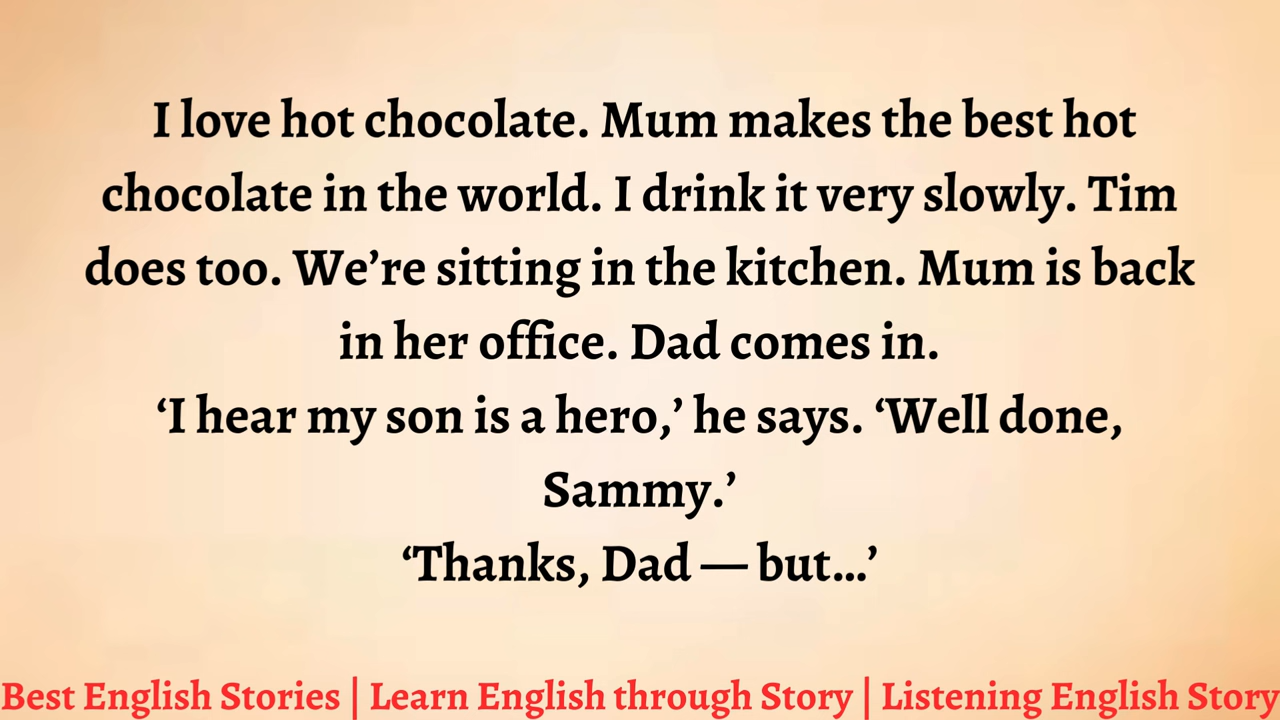 I love hot chocolate. Mum makes the best hot
chocolate in the world. I drink it very slowly. Tim
does too. We’re sitting in the kitchen. Mum is back
in her office. Dad comes in.
‘I hear my son is a hero,’ he says. ‘Well done,
Sammy.’
‘Thanks, Dad — but…’
Best English Stories | Learn English through Story | Listening English Story